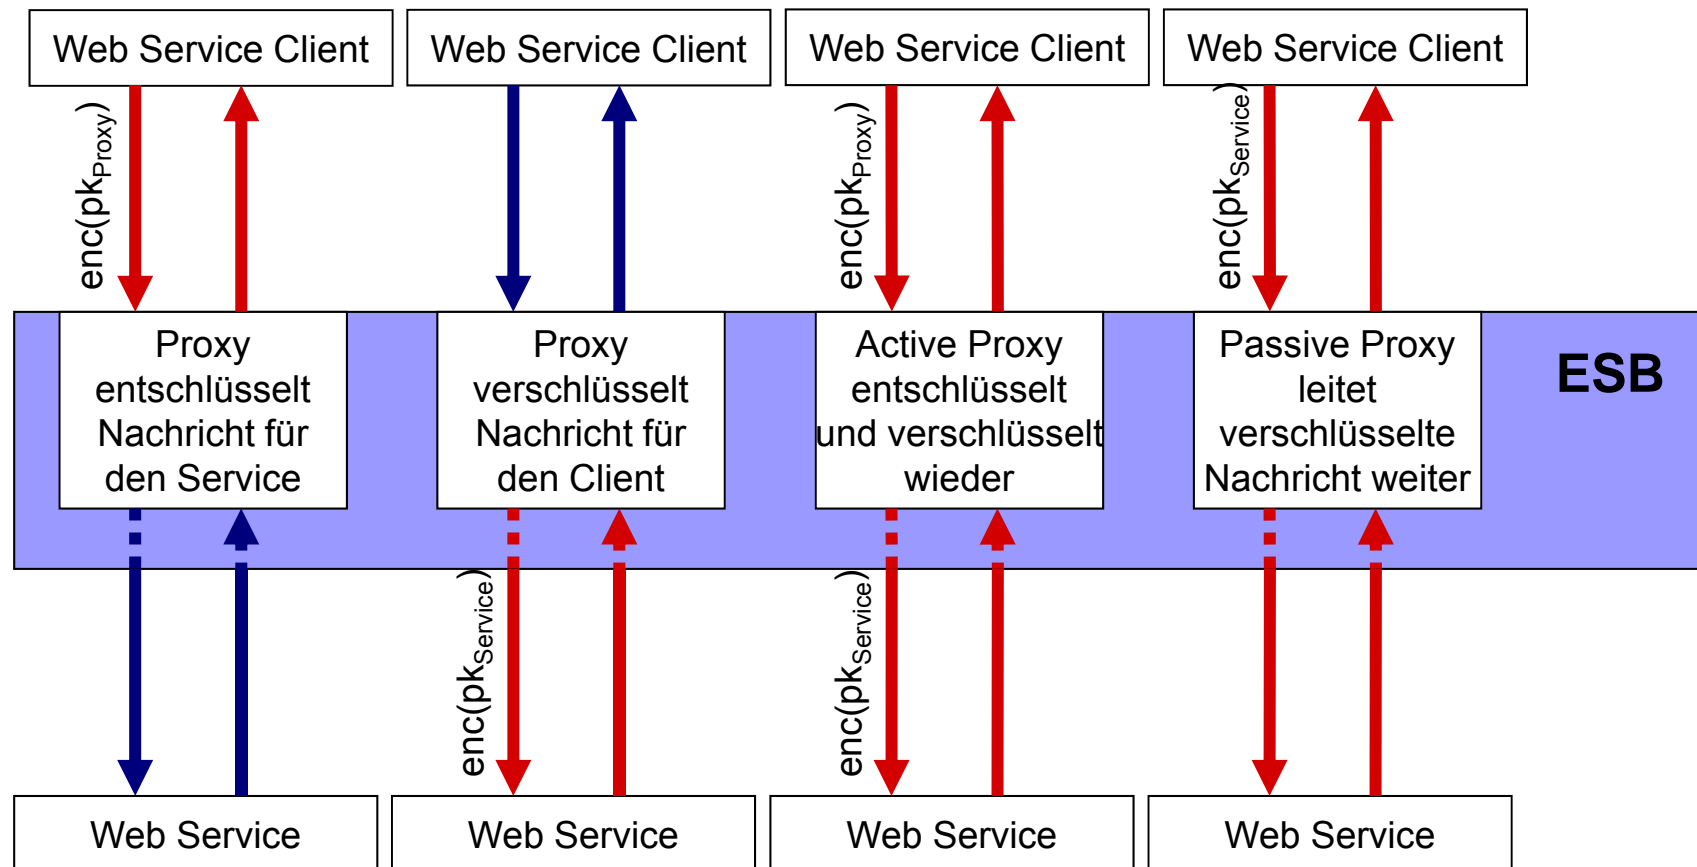 Web Service Client
Web Service Client
Web Service Client
Web Service Client
enc(pkProxy)
enc(pkProxy)
enc(pkService)
Proxy
entschlüsselt
Nachricht für
den Service
Proxy
verschlüsselt
Nachricht für
den Client
Active Proxy
entschlüsselt
und verschlüsselt
wieder
Passive Proxy
leitet
verschlüsselte
Nachricht weiter
ESB
enc(pkService)
enc(pkService)
Web Service
Web Service
Web Service
Web Service